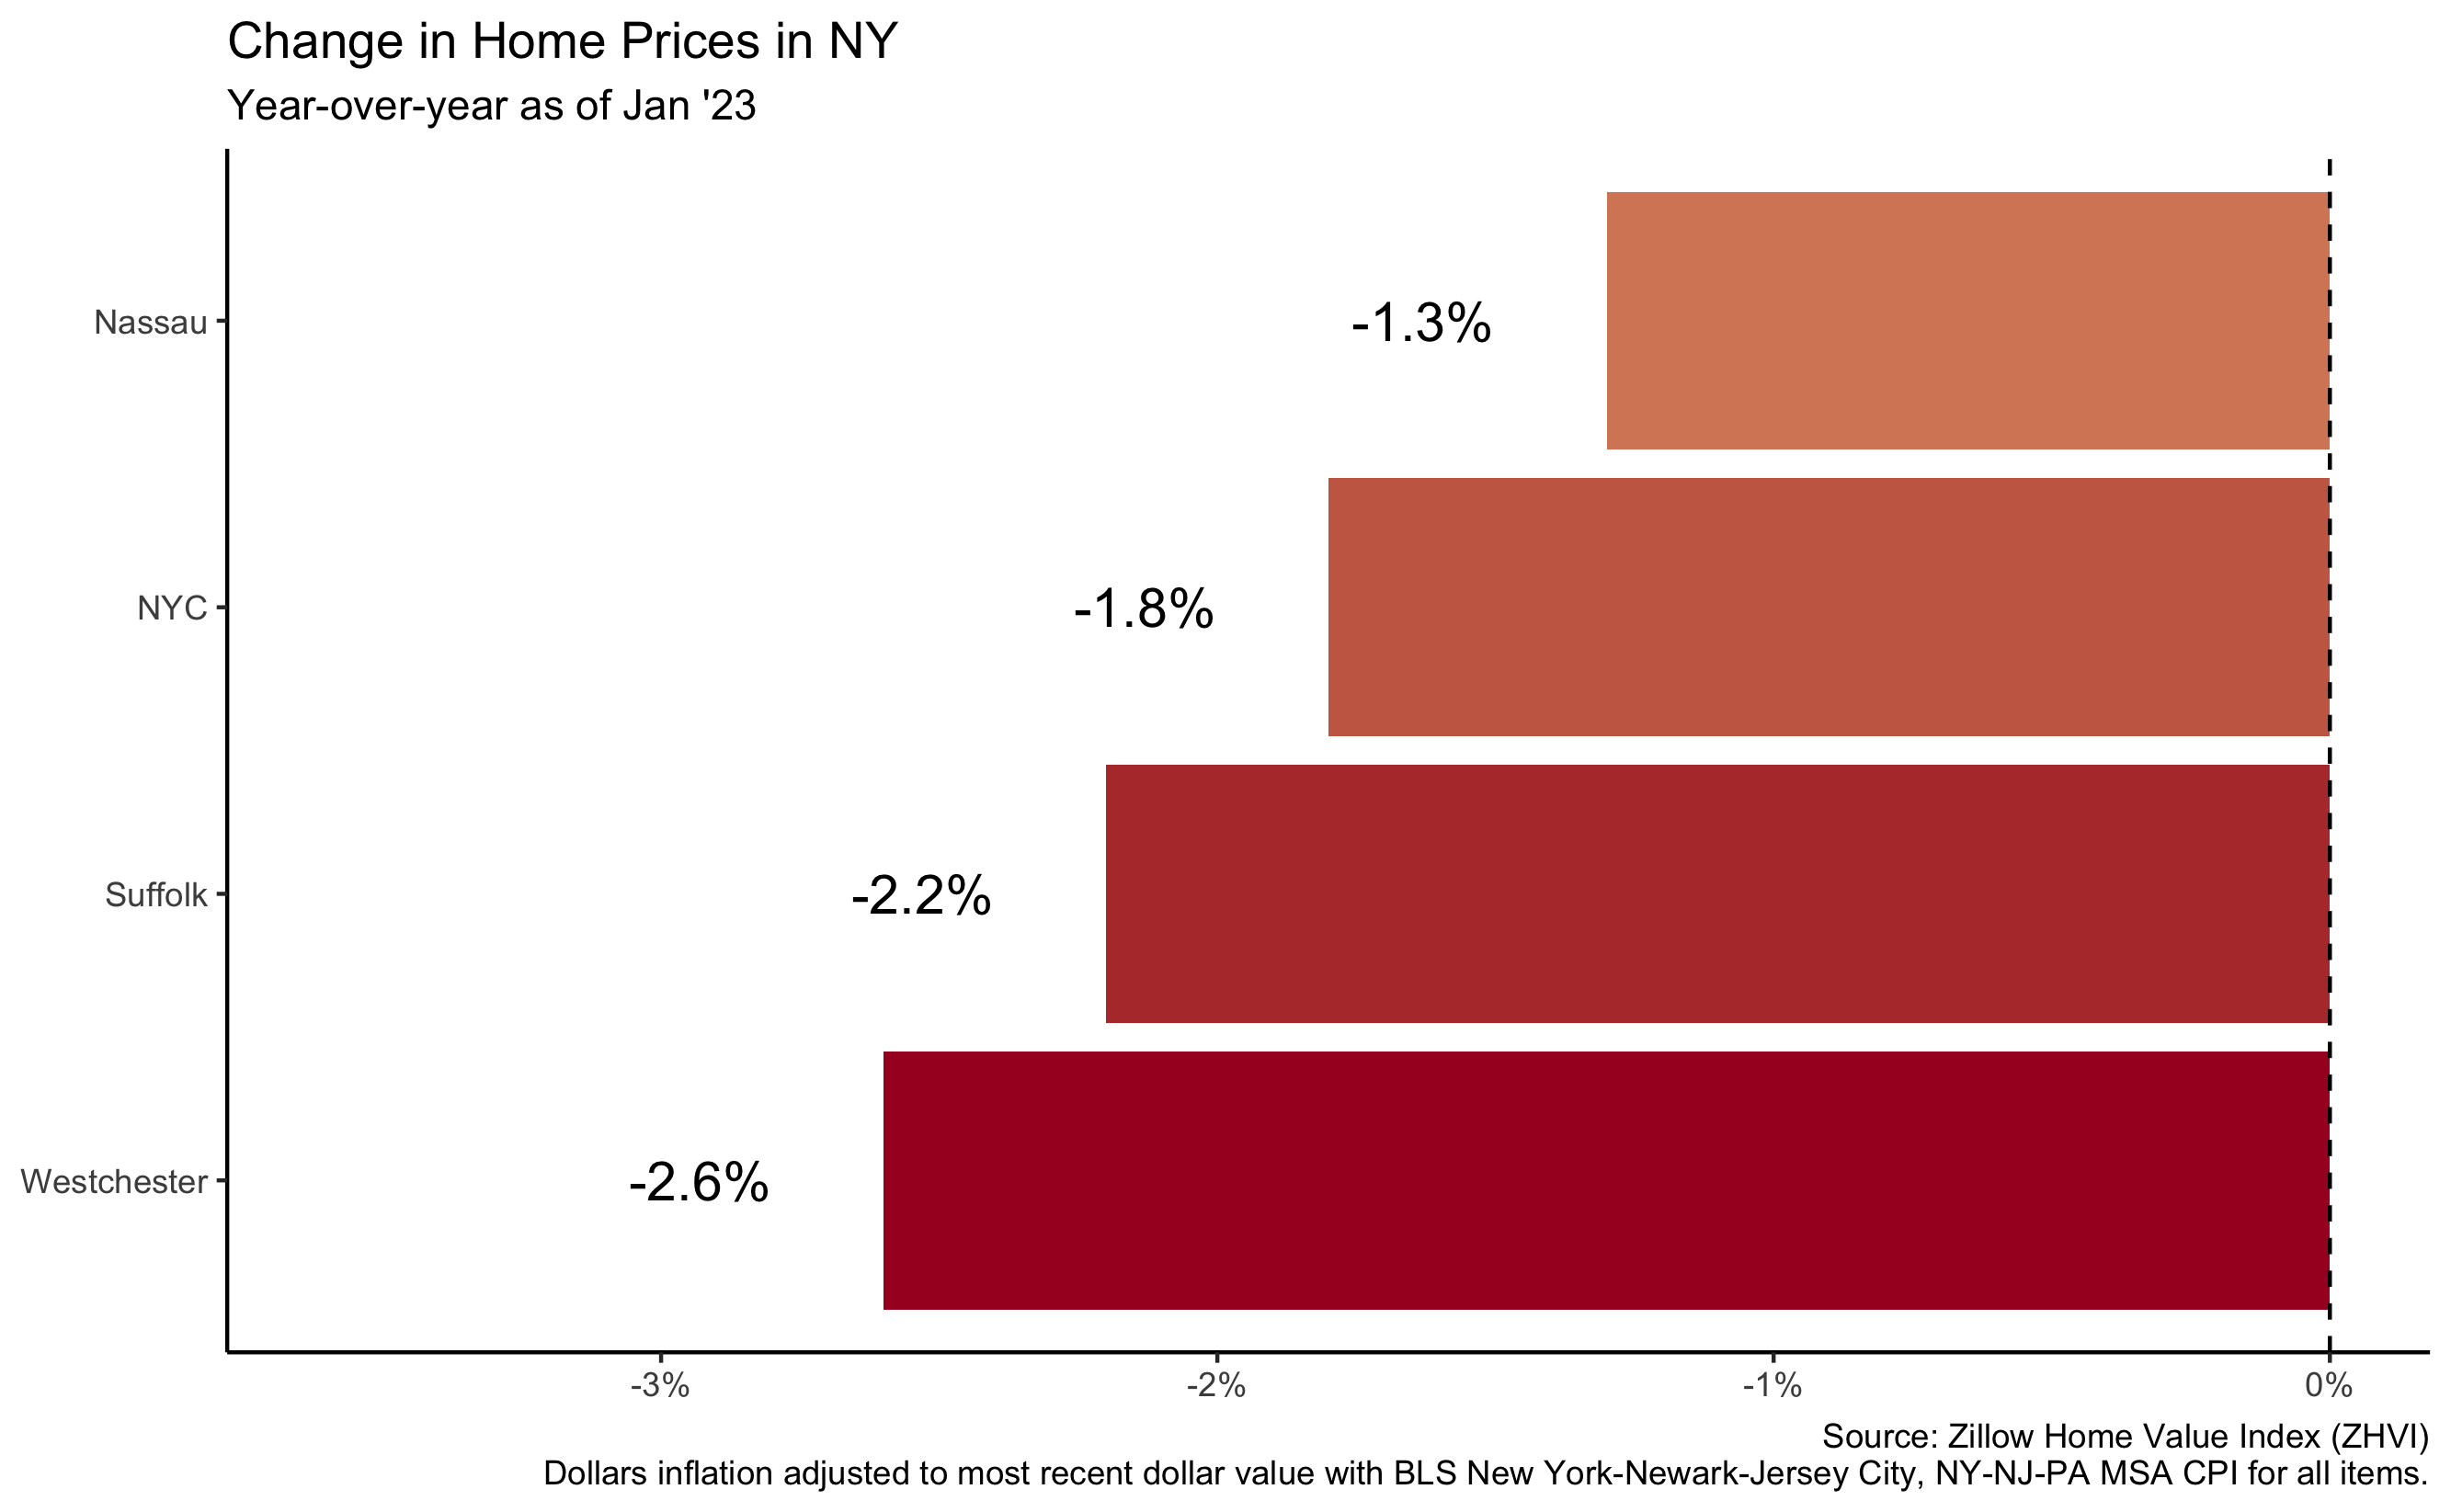 Change in Home Prices in NY
Year-over-year as of Jan '23
Nassau
-1.3%
NYC
-1.8%
Suffolk
-2.2%
Westchester
-2.6%
-3%
-2%
-1%
0%
Source: Zillow Home Value Index (ZHVI)
Dollars inflation adjusted to most recent dollar value with BLS New York-Newark-Jersey City, NY-NJ-PA MSA CPI for all items.